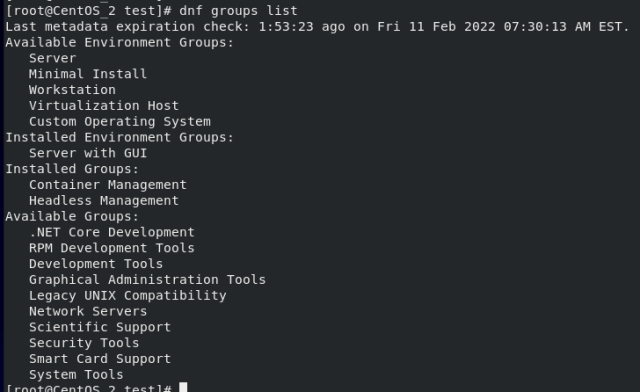 [root@CentOS_2 test]# dnf groups list
Last metadata expiration check: 1:53:23 ago on Fri 11 Feb 2022 07:30:13 AM EST.
Available Environment Groups:
   Server
   Minimal Install
   Workstation
   Virtualization Host
   Custom Operating System
Installed Environment Groups:
   Server with GUI
Installed Groups:
   Container Management
   Headless Management
Available Groups:
   .NET Core Development
   RPM Development Tools
   Development Tools
   Graphical Administration Tools
   Legacy UNIX Compatibility
   Network Servers
   Scientific Support
   Security Tools
   Smart Card Support
   System Tools
[root@CentOS_2 test]#